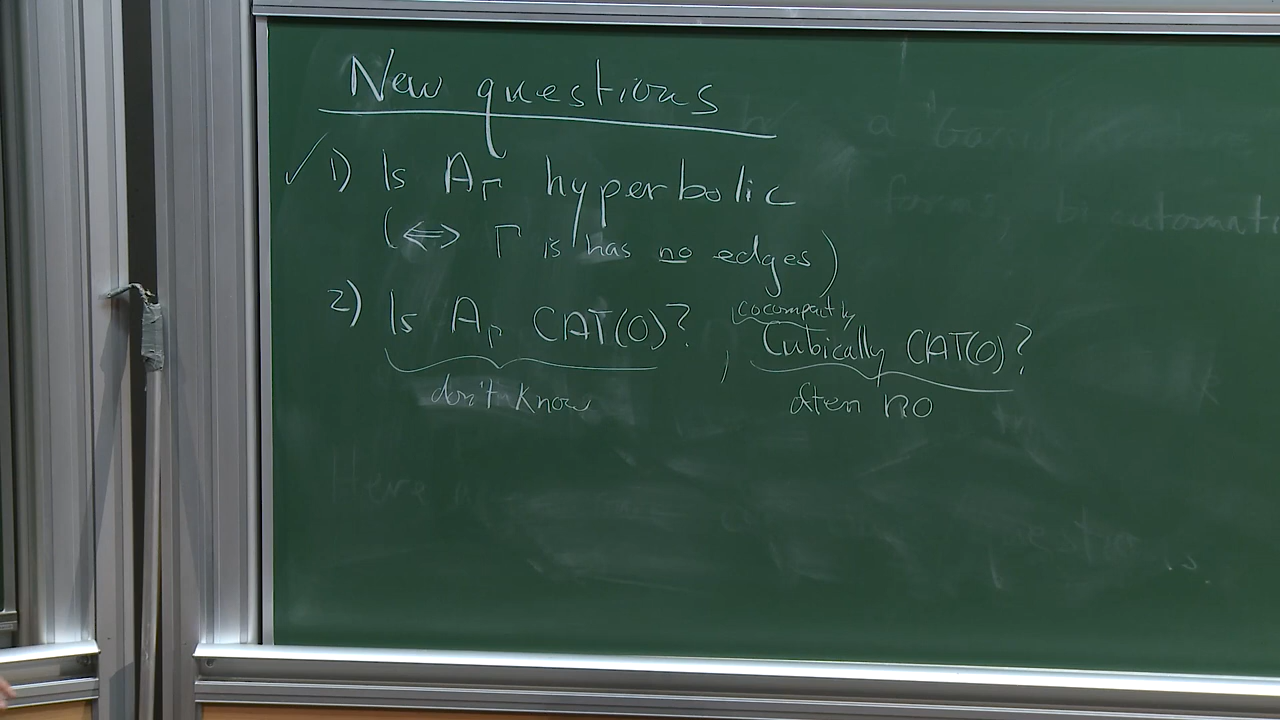 New questions
✓ 1) Is A_Γ hyperbolic
(⟺ Γ is has no edges)
2) Is A_Γ CAT(0)? , cocompactly Cubically CAT(0)?
don't know often no